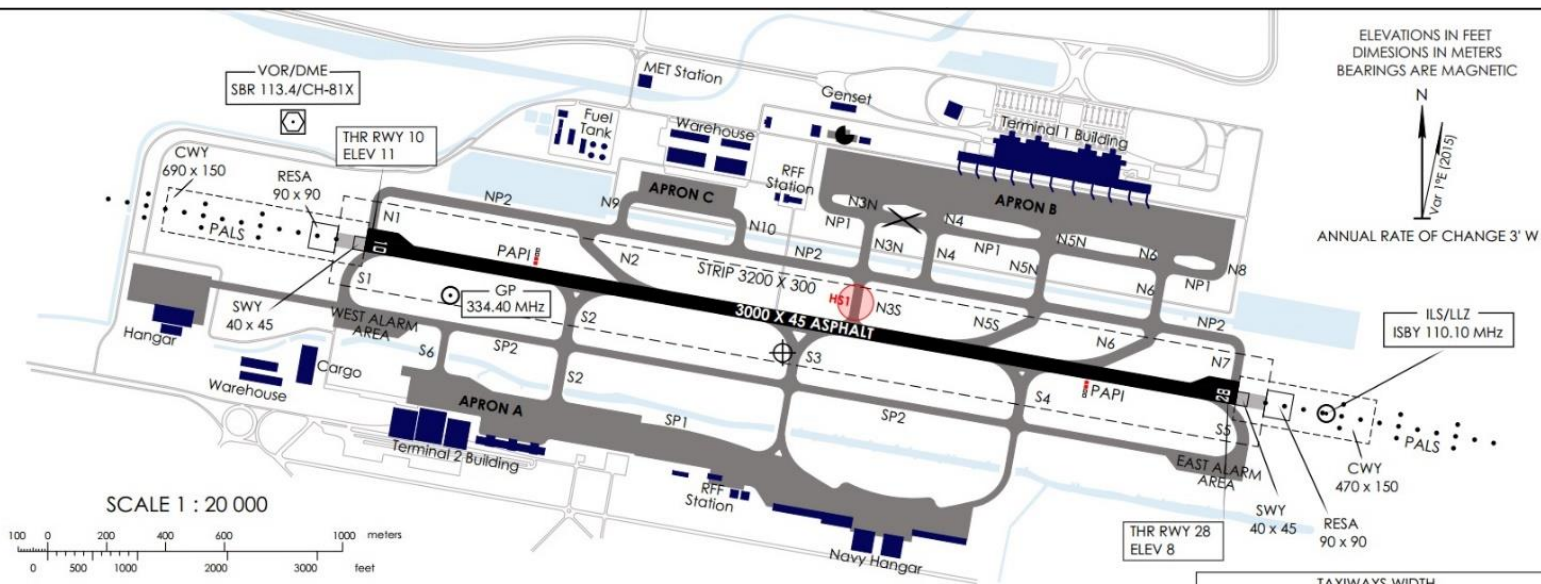 ELEVATIONS IN FEET
DIMESIONS IN METERS
BEARINGS ARE MAGNETIC
N
Var 1°E (2015)
ANNUAL RATE OF CHANGE 3' W
VOR/DME
SBR 113.4/CH-81X
THR RWY 10
ELEV 11
CWY
690 x 150
RESA
90 x 90
PALS
MET Station
Genset
Fuel
Tank
Warehouse
RFF
Station
Terminal 1 Building
APRON C
APRON B
N1
NP2
N9
N10
NP2
N3N
NP1
N3N
N4
N4
NP1
N5N
N5N
N6
N6
N8
NP1
NP2
10
PAPI
N2
STRIP 3200 X 300
HS1
N3S
N5S
N6
N7
3000 X 45 ASPHALT
S1
GP
334.40 MHz
SWY
40 x 45
WEST ALARM
AREA
Hangar
Warehouse
Cargo
S6
SP2
S2
S2
S3
SP1
SP2
S4
PAPI
28
S5
ILS/LLZ
ISBY 110.10 MHz
PALS
CWY
470 x 150
EAST ALARM
AREA
SWY
40 x 45
RESA
90 x 90
THR RWY 28
ELEV 8
APRON A
Terminal 2 Building
RFF
Station
Navy Hangar
SCALE 1 : 20 000
100 0 200 400 600 1000 meters
0 500 1000 2000 3000 feet
TAXIWAYS WIDTH